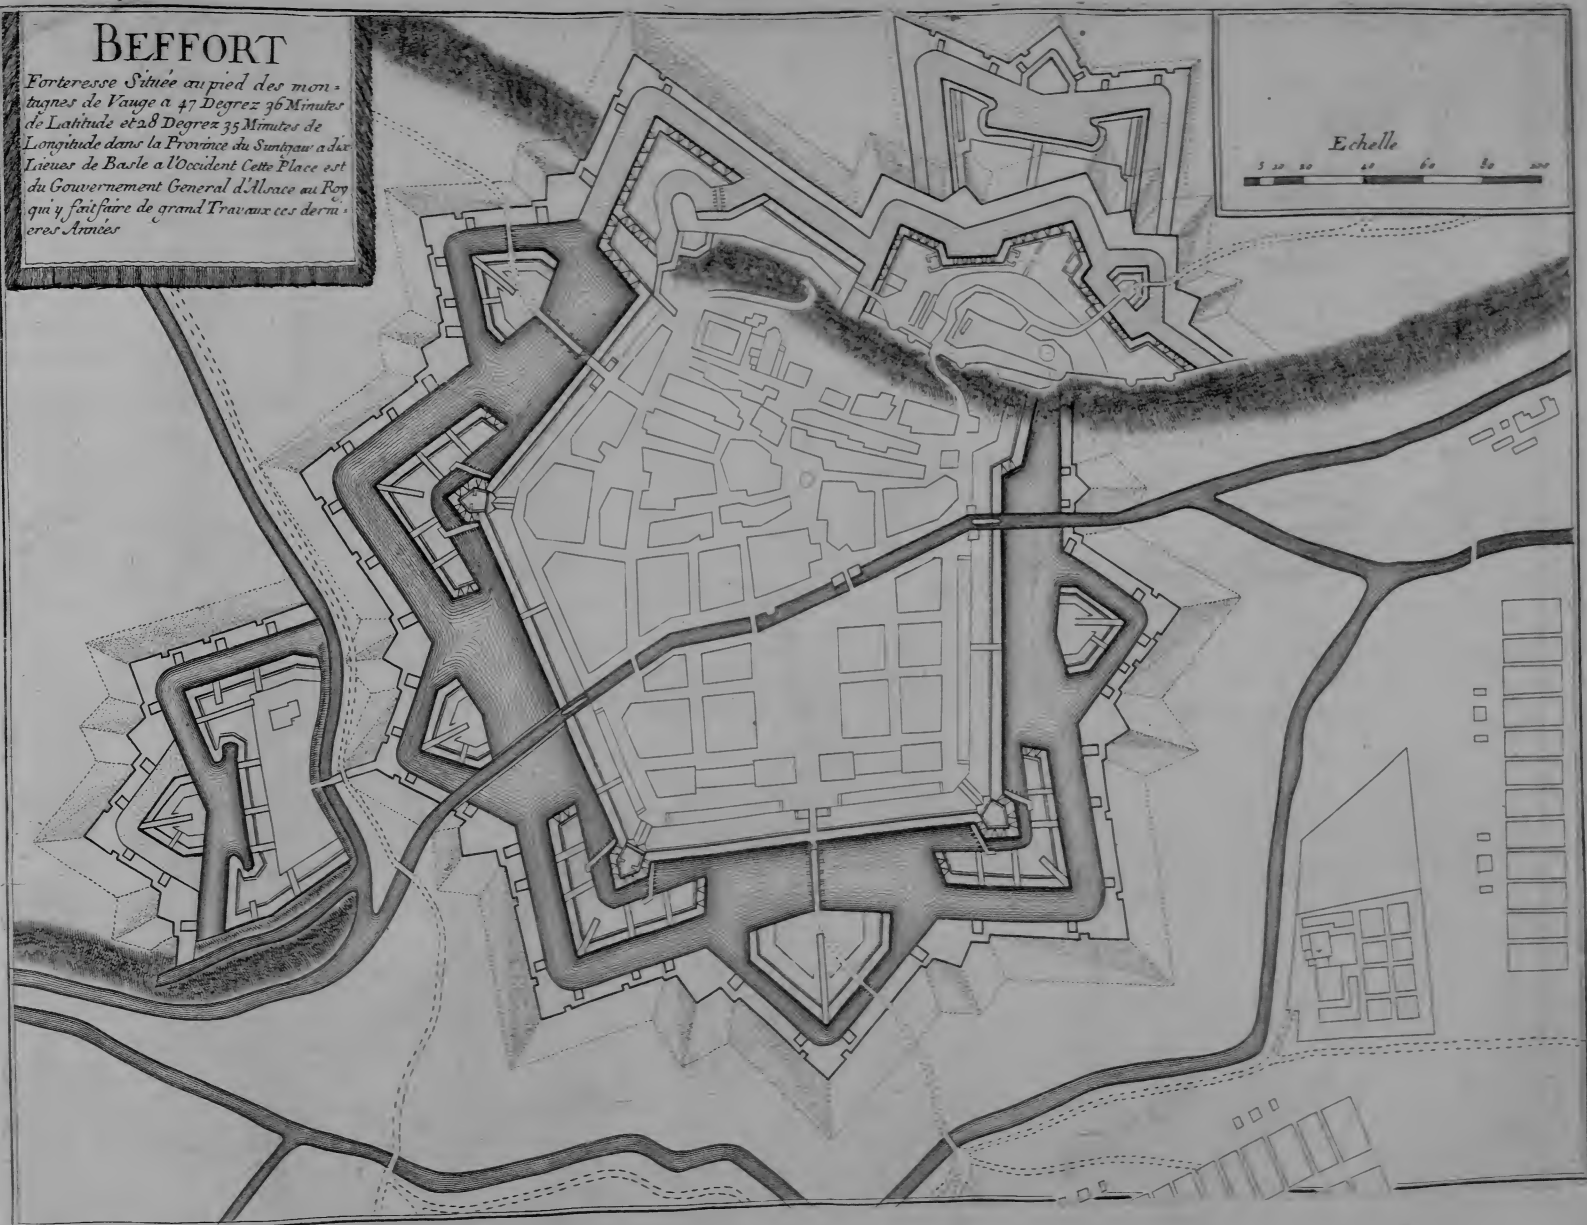 BEFFORT
Forteresse Située au pied des mon=
tagnes de Vauge a 47 Degrez 36 Minutes
de Latitude et 28 Degrez 35 Minutes de
Longitude dans la Province du Suntgaw a dix
Lieues de Basle a l'Occident Cette Place est
du Gouvernement General d'Alsace au Roy
qui y fait faire de grand Travaux ces derni=
eres Années
Echelle
5 10 20 40 60 80 100